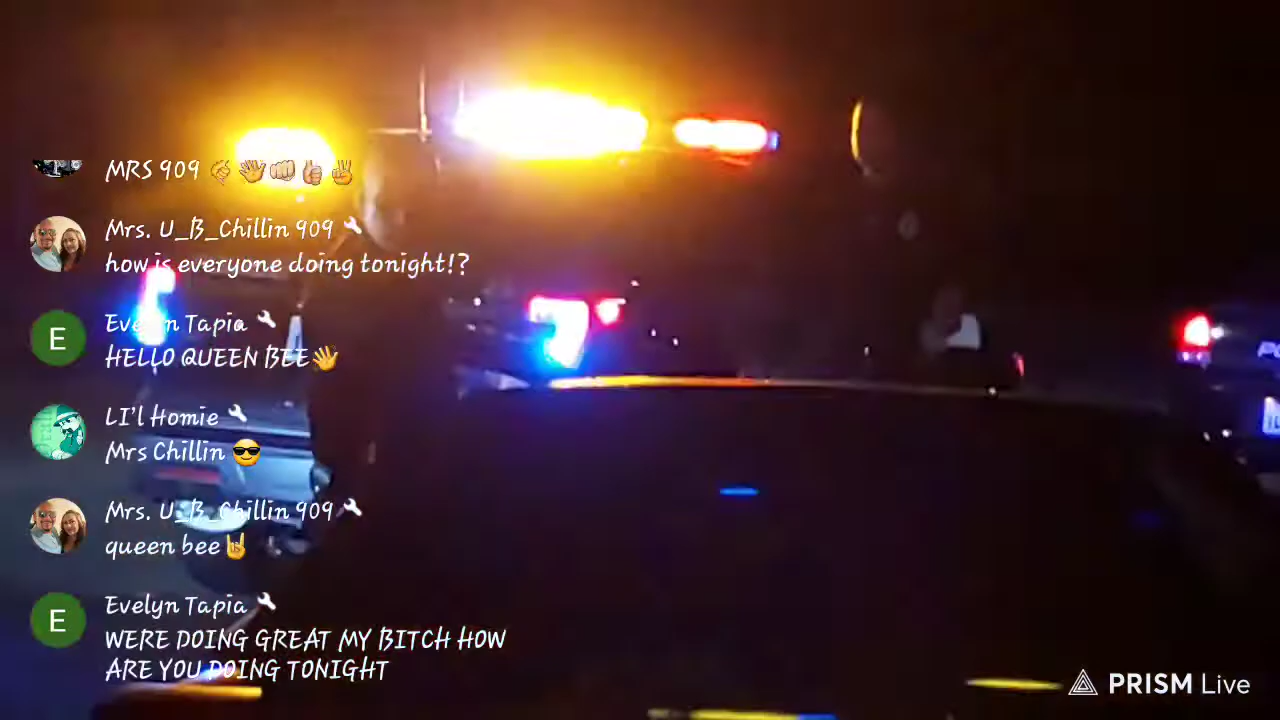 MRS 909 🤙👋👊👍✌
Mrs. U_B_Chillin 909
how is everyone doing tonight!?
Evelyn Tapia
HELLO QUEEN BEE👋
LI'l Homie
Mrs Chillin 😎
Mrs. U_B_Chillin 909
queen bee🤘
E
Evelyn Tapia
E
WERE DOING GREAT MY BITCH HOW
ARE YOU DOING TONIGHT
PRISM Live